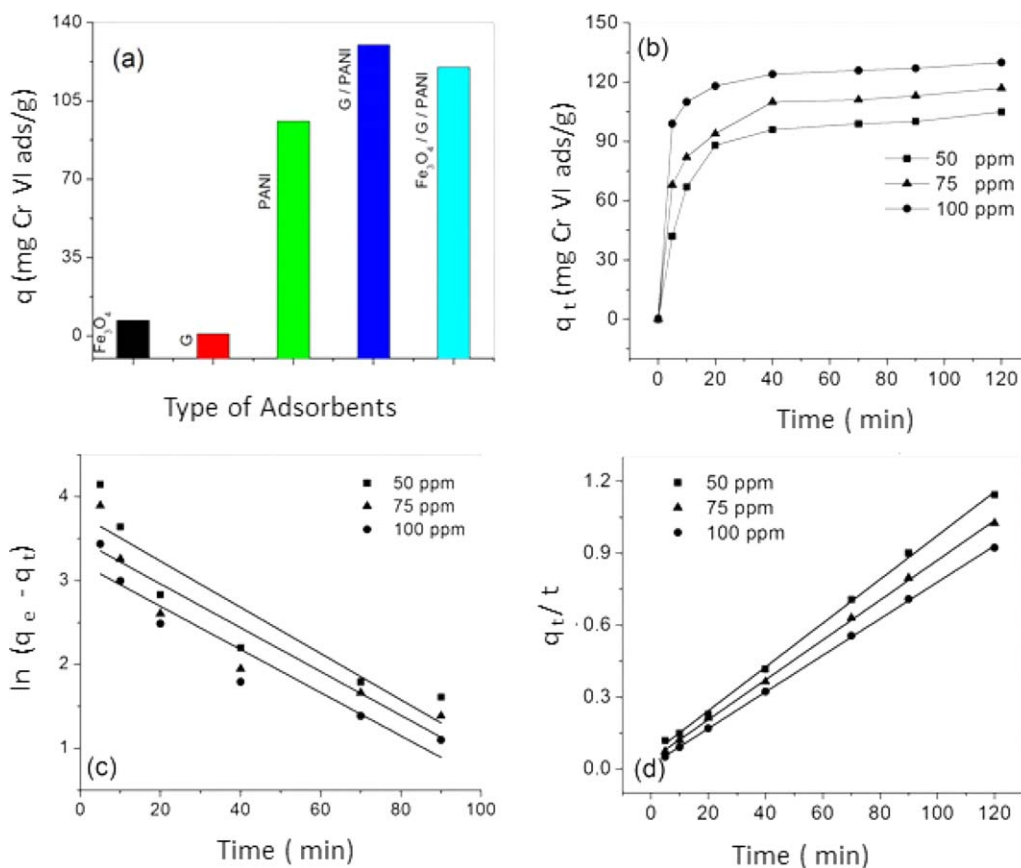 (a)
q (mg Cr VI ads/g)
140
105
70
35
0
Fe₃O₄
G
PANI
G / PANI
Fe₃O₄ / G / PANI
Type of Adsorbents
(b)
q t (mg Cr VI ads/g)
150
120
90
60
30
0
50 ppm
75 ppm
100 ppm
0 20 40 60 80 100 120
Time ( min)
(c)
ln (q e - q t)
4
3
2
1
50 ppm
75 ppm
100 ppm
0 20 40 60 80 100
Time ( min)
(d)
q t / t
1.2
0.9
0.6
0.3
0.0
50 ppm
75 ppm
100 ppm
0 20 40 60 80 100 120
Time ( min)